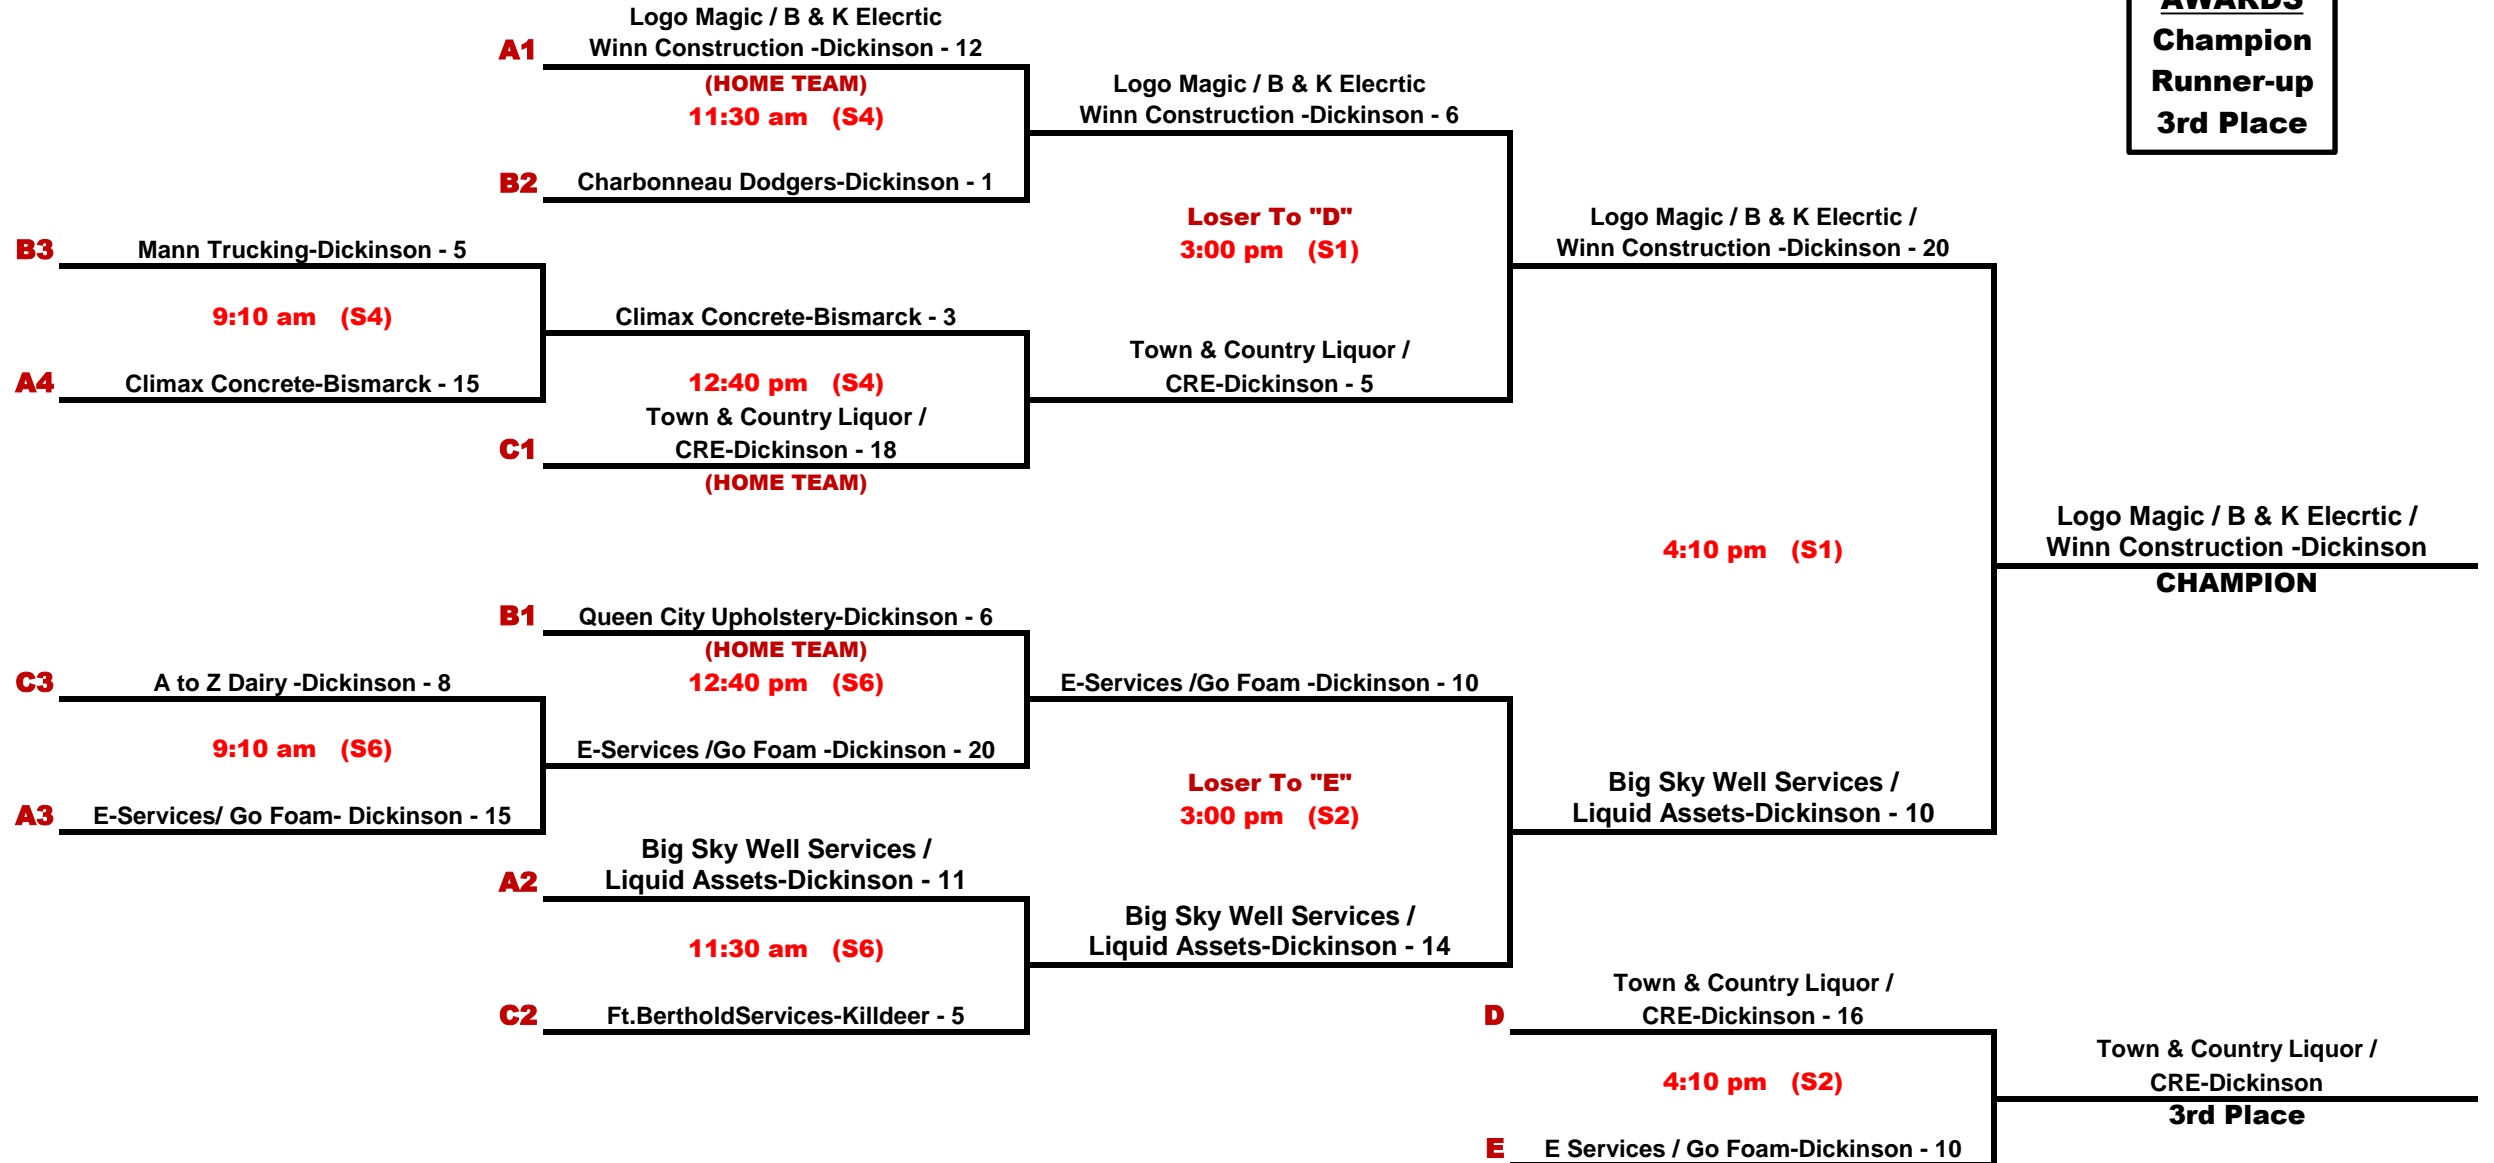 AWARDS
Champion
Runner-up
3rd Place
Logo Magic / B & K Elecrtic
A1 Winn Construction -Dickinson - 12
(HOME TEAM)
11:30 am (S4)
B2 Charbonneau Dodgers-Dickinson - 1
Logo Magic / B & K Elecrtic
Winn Construction -Dickinson - 6
Loser To "D"
3:00 pm (S1)
B3 Mann Trucking-Dickinson - 5
9:10 am (S4)
A4 Climax Concrete-Bismarck - 15
Climax Concrete-Bismarck - 3
12:40 pm (S4)
Town & Country Liquor /
C1 CRE-Dickinson - 18
(HOME TEAM)
Town & Country Liquor /
CRE-Dickinson - 5
Logo Magic / B & K Elecrtic /
Winn Construction -Dickinson - 20
4:10 pm (S1)
Logo Magic / B & K Elecrtic /
Winn Construction -Dickinson
CHAMPION
B1 Queen City Upholstery-Dickinson - 6
(HOME TEAM)
12:40 pm (S6)
C3 A to Z Dairy -Dickinson - 8
9:10 am (S6)
A3 E-Services/ Go Foam- Dickinson - 15
E-Services /Go Foam -Dickinson - 20
E-Services /Go Foam -Dickinson - 10
Loser To "E"
3:00 pm (S2)
Big Sky Well Services /
A2 Liquid Assets-Dickinson - 11
11:30 am (S6)
C2 Ft.BertholdServices-Killdeer - 5
Big Sky Well Services /
Liquid Assets-Dickinson - 14
Big Sky Well Services /
Liquid Assets-Dickinson - 10
Town & Country Liquor /
D CRE-Dickinson - 16
4:10 pm (S2)
E E Services / Go Foam-Dickinson - 10
Town & Country Liquor /
CRE-Dickinson
3rd Place